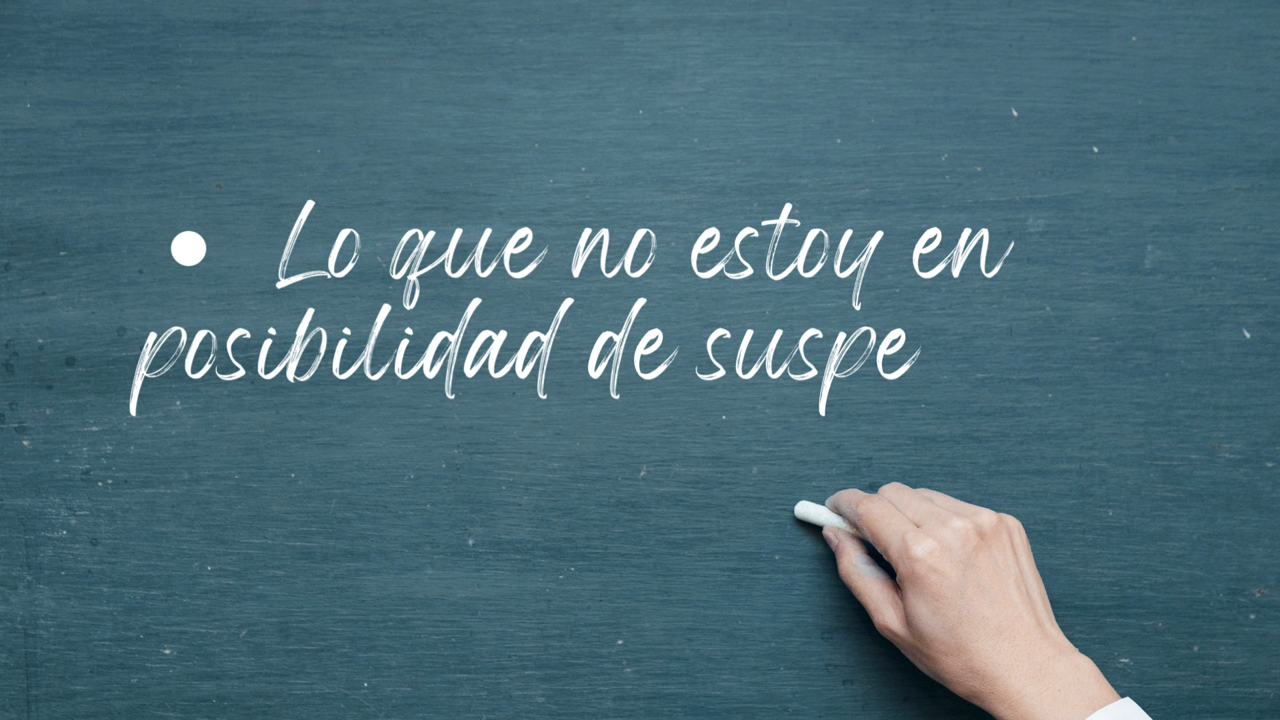 • Lo que no estoy en
posibilidad de suspe